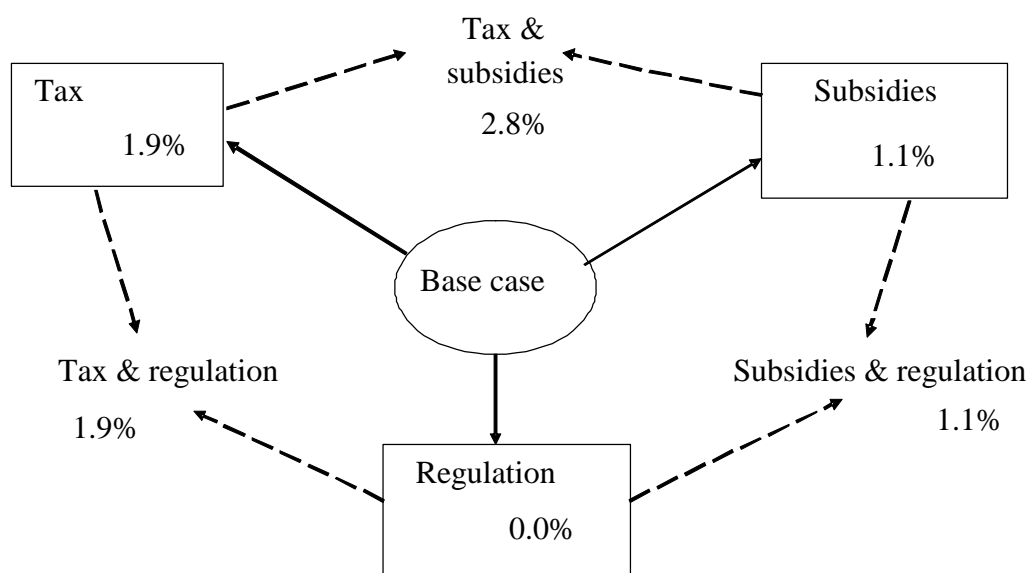 Tax &
subsidies
2.8%
Tax
1.9%
Subsidies
1.1%
Base case
Tax & regulation
1.9%
Subsidies & regulation
1.1%
Regulation
0.0%